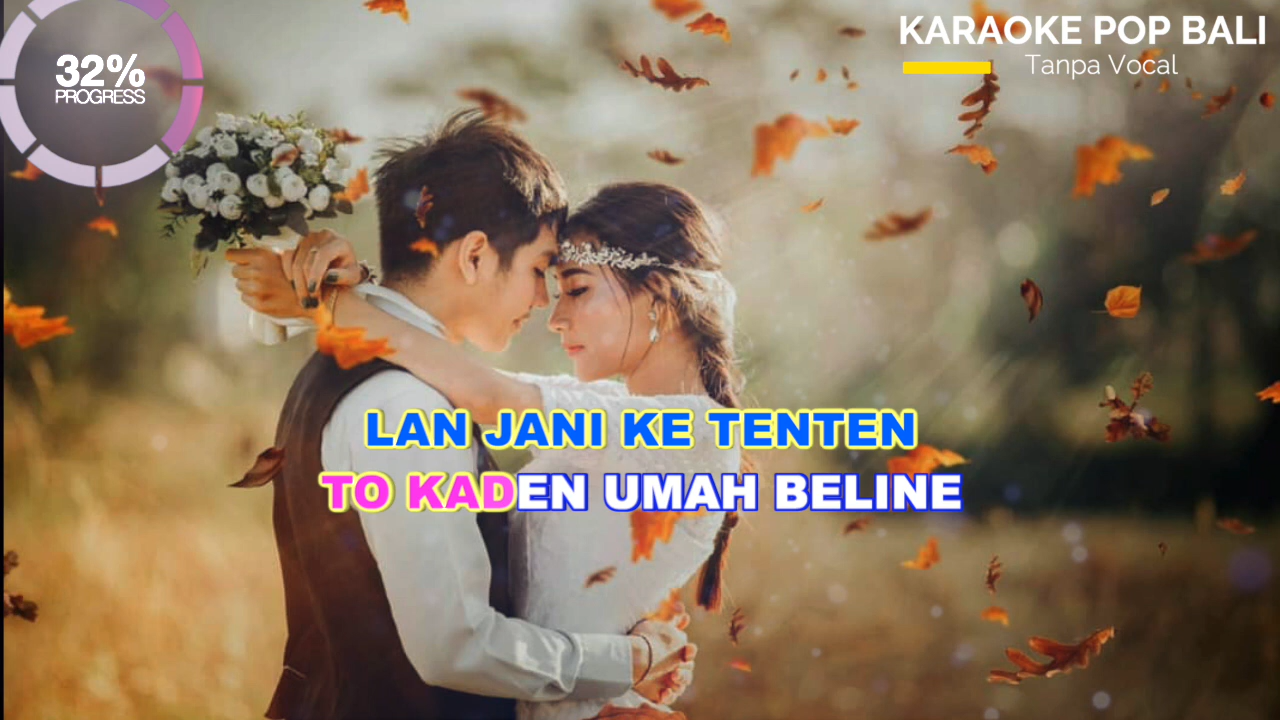 32%
PROGRESS
KARAOKE POP BALI
Tanpa Vocal
LAN JANI KE TENTEN
TO KADEN UMAH BELINE